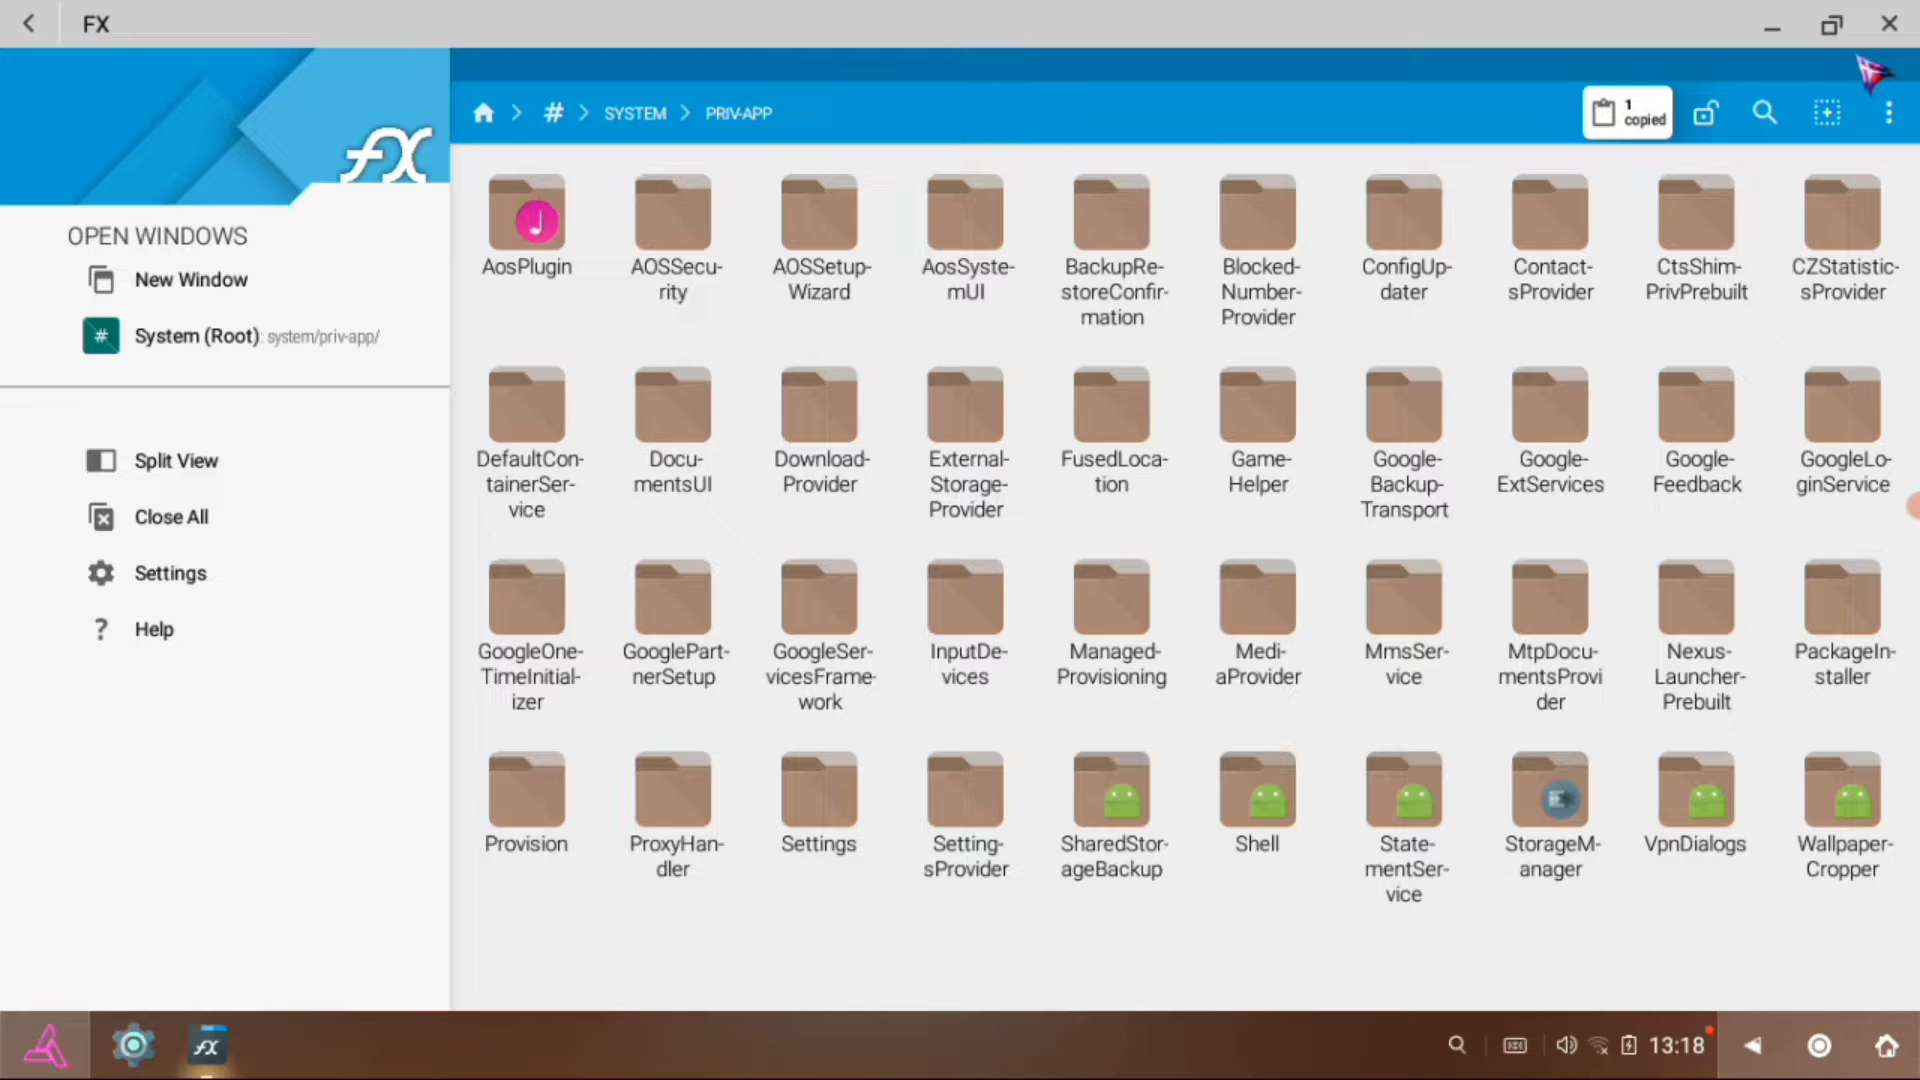 FX
fX
SYSTEM
PRIV-APP
1
copied
OPEN WINDOWS
New Window
#
System (Root): system/priv-app/
Split View
Close All
Settings
Help
AosPlugin
AOSSecu-
rity
AOSSetup-
Wizard
AosSyste-
mUI
BackupRe-
storeConfir-
mation
Blocked-
Number-
Provider
ConfigUp-
dater
Contact-
sProvider
CtsShim-
PrivPrebuilt
CZStatistic-
sProvider
DefaultCon-
tainerSer-
vice
Docu-
mentsUI
Download-
Provider
External-
Storage-
Provider
FusedLoca-
tion
Game-
Helper
Google-
Backup-
Transport
Google-
ExtServices
Google-
Feedback
GoogleLo-
ginService
GoogleOne-
TimeInitial-
izer
GooglePart-
nerSetup
GoogleSer-
vicesFrame-
work
InputDe-
vices
Managed-
Provisioning
Medi-
aProvider
MmsSer-
vice
MtpDocu-
mentsProvi
der
Nexus-
Launcher-
Prebuilt
PackageIn-
staller
Provision
ProxyHan-
dler
Settings
Setting-
sProvider
SharedStor-
ageBackup
Shell
State-
mentSer-
vice
StorageM-
anager
VpnDialogs
Wallpaper-
Cropper
fX
13:18